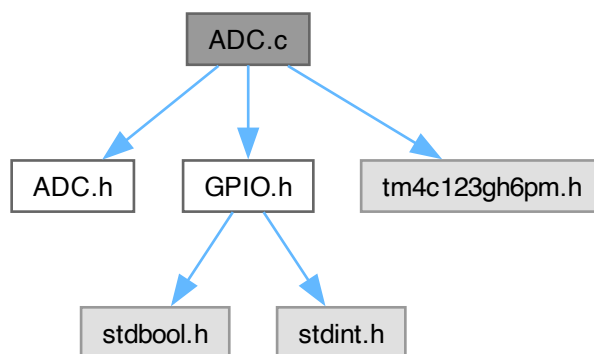 ADC.c
ADC.h
GPIO.h
tm4c123gh6pm.h
stdbool.h
stdint.h